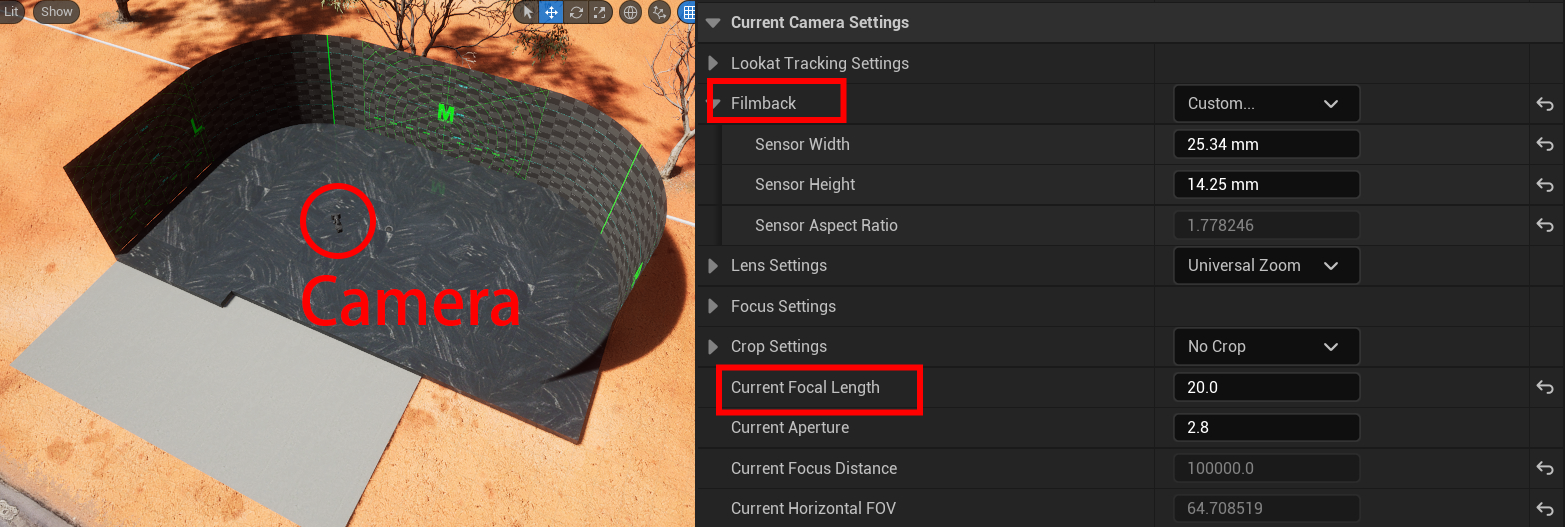 Lit
Show
L
M
Camera
Current Camera Settings
Lookat Tracking Settings
Filmback
Custom...
Sensor Width
25.34 mm
Sensor Height
14.25 mm
Sensor Aspect Ratio
1.778246
Lens Settings
Universal Zoom
Focus Settings
Crop Settings
No Crop
Current Focal Length
20.0
Current Aperture
2.8
Current Focus Distance
100000.0
Current Horizontal FOV
64.708519